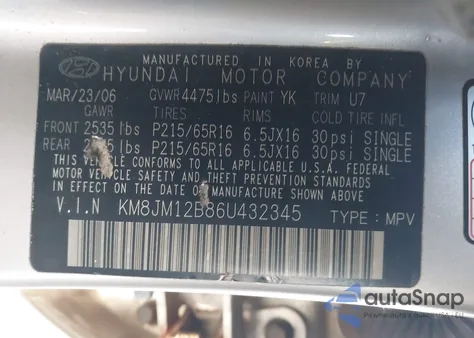 MANUFACTURED IN KOREA BY
HYUNDAI MOTOR COMPANY
MAR/23/06 GVWR 4475lbs PAINT YK TRIM U7
GAWR TIRES RIMS COLD TIRE INFL
FRONT 2535lbs P215/65R16 6.5JX16 30psi SINGLE
REAR lbs P215/65R16 6.5JX16 30psi SINGLE
THIS VEHICLE CONFORMS TO ALL APPLICABLE U.S.A. FEDERAL
MOTOR VEHICLE SAFETY AND THEFT PREVENTION STANDARDS
IN EFFECT ON THE DATE OF MANUFACTURE SHOWN ABOVE.
V.I.N KM8JM12B86U432345 TYPE: MPV
autoSnap